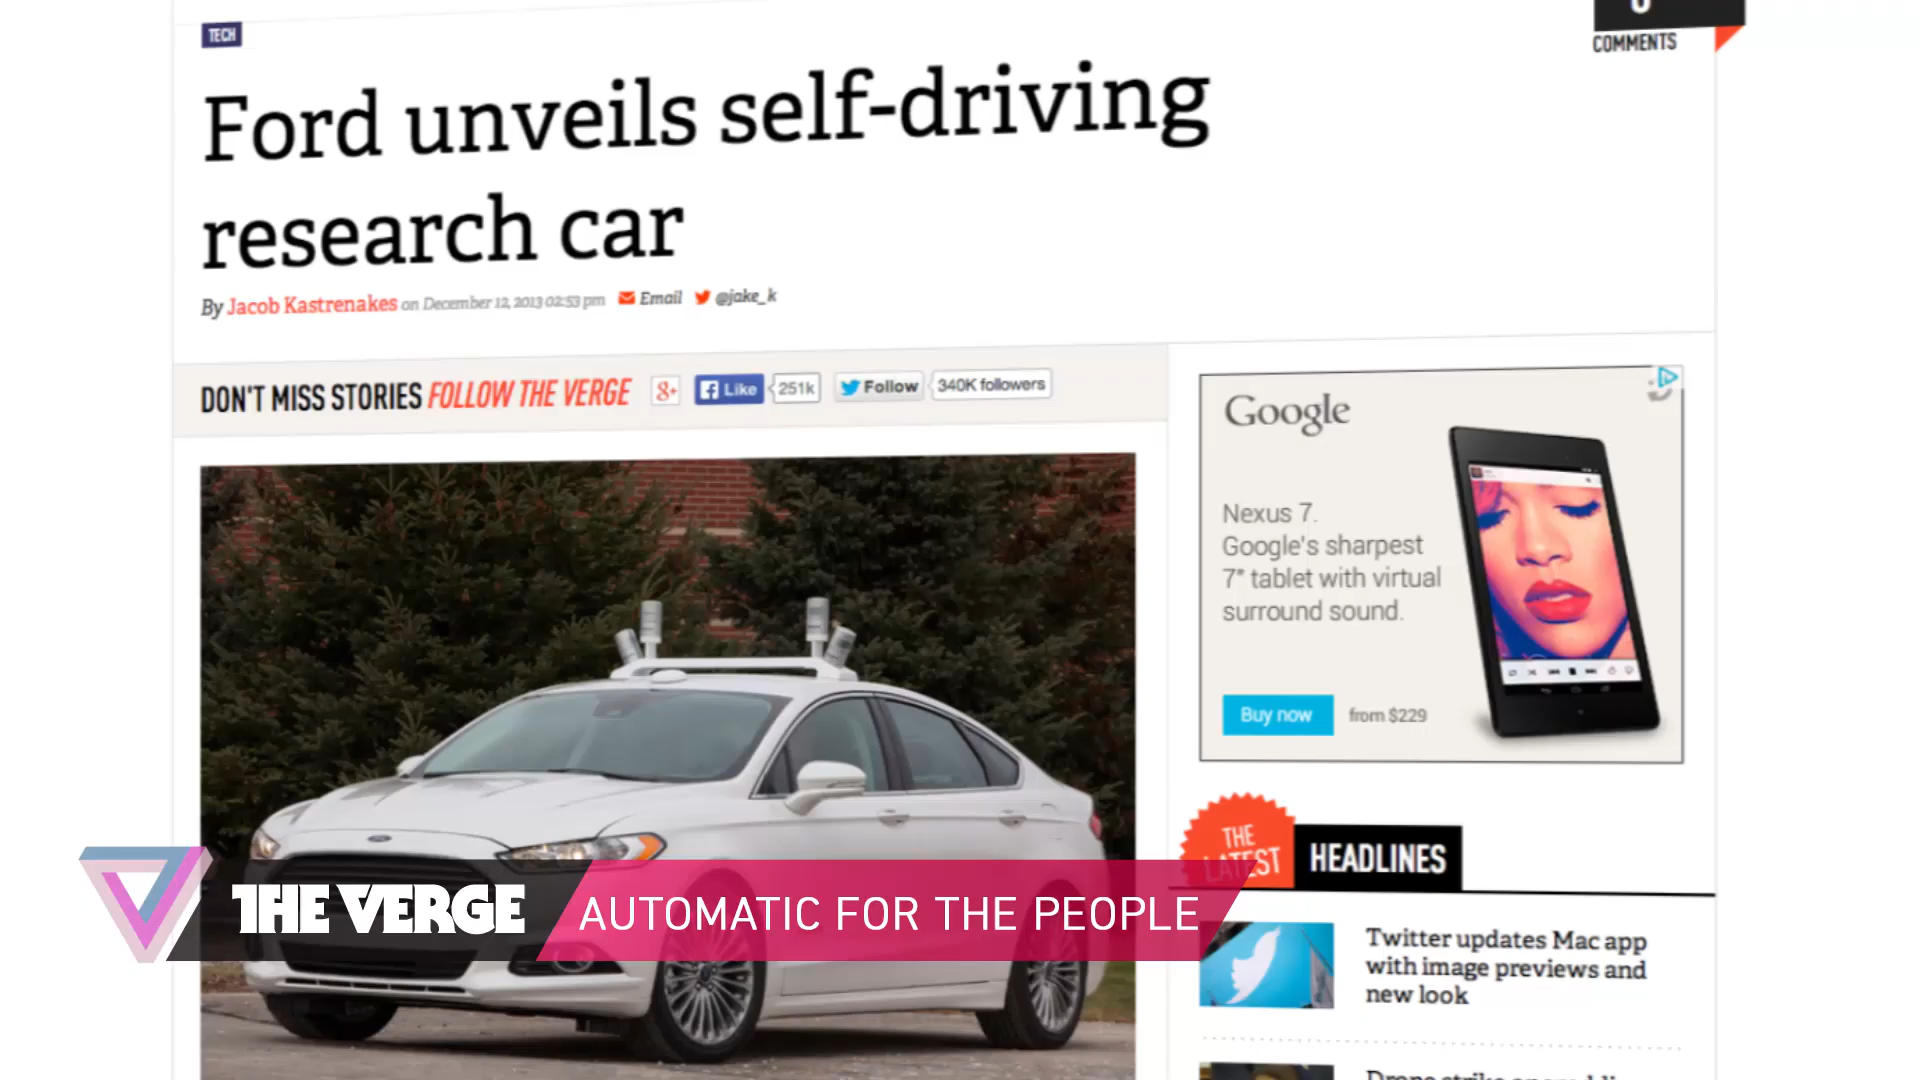 TECH
COMMENTS
Ford unveils self-driving
research car
By Jacob Kastrenakes on December 12, 2013 02:53 pm Email @jake_k
DON'T MISS STORIES FOLLOW THE VERGE 8+ Like 251k Follow 340K followers
Google
Nexus 7.
Google's sharpest
7" tablet with virtual
surround sound.
Buy now from $229
THE
LATEST
HEADLINES
THE VERGE
AUTOMATIC FOR THE PEOPLE
Twitter updates Mac app
with image previews and
new look
Drone strike